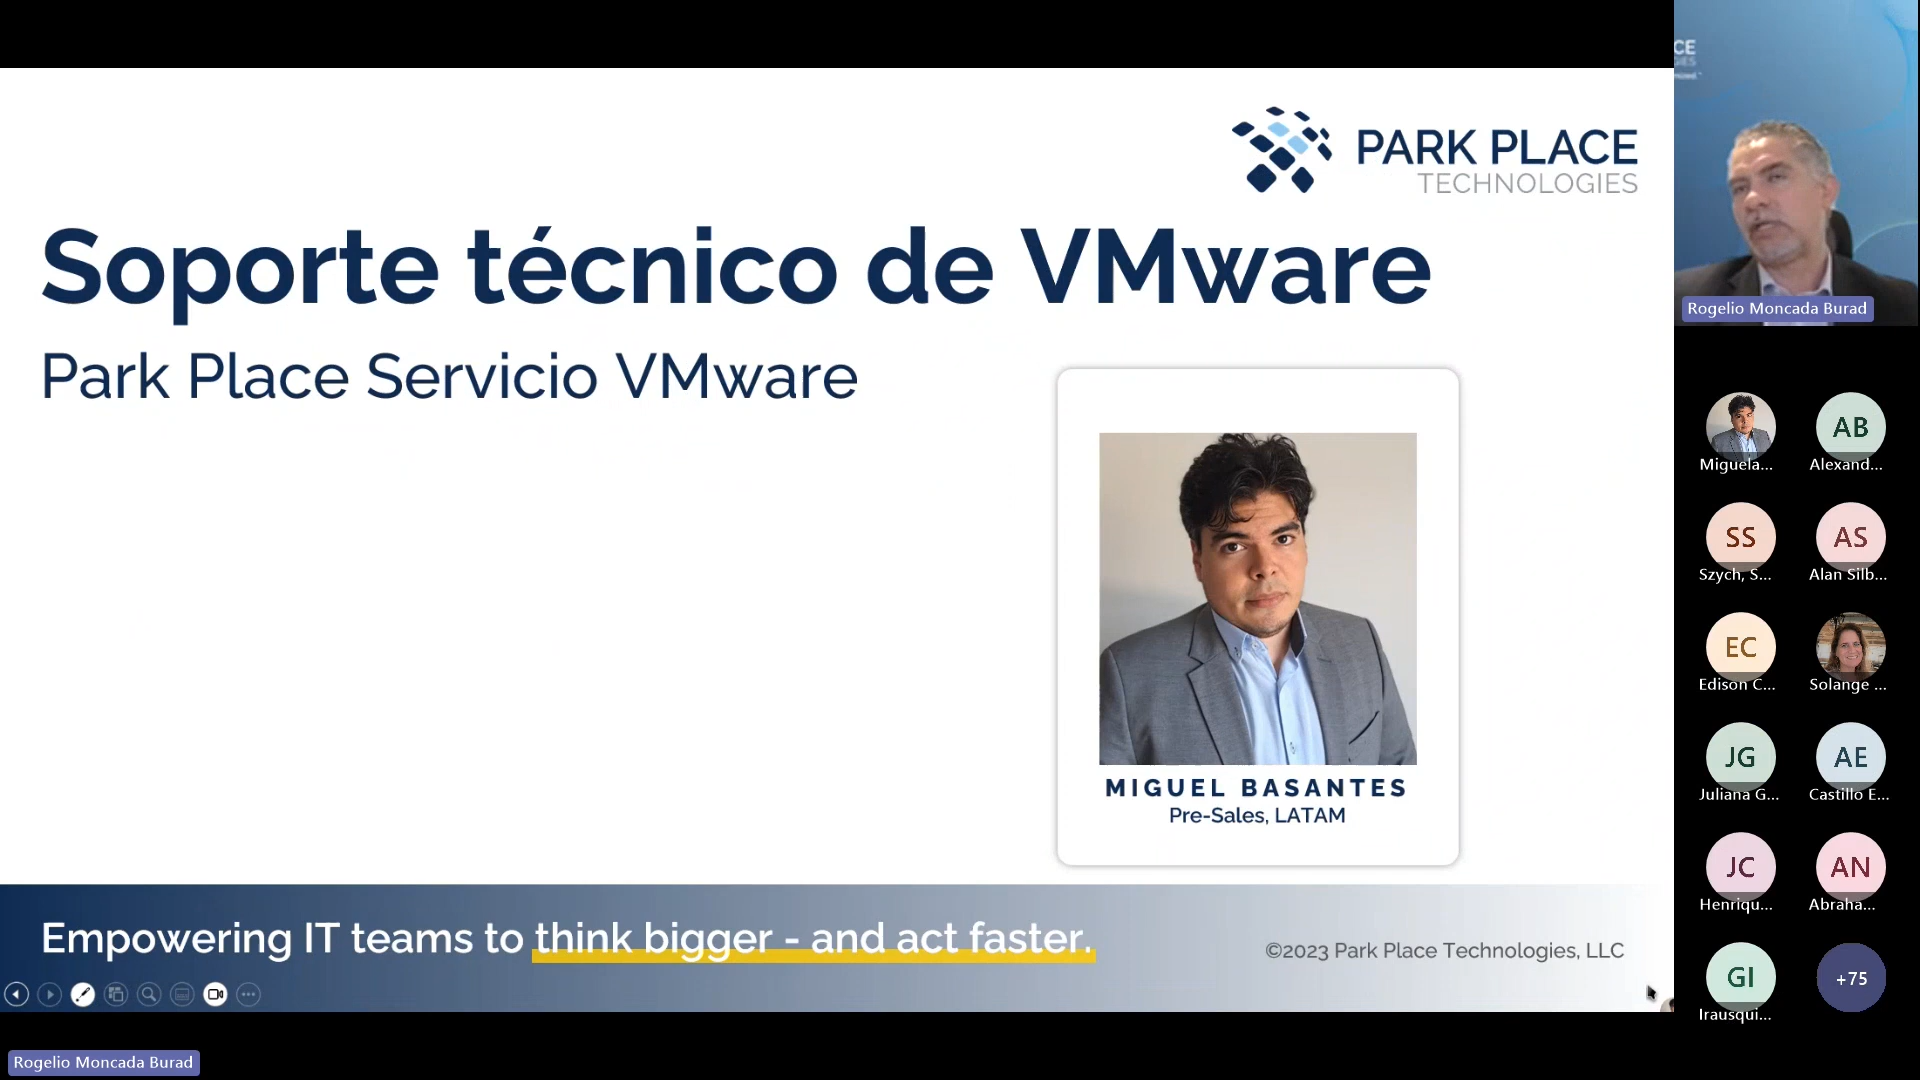 PARK PLACE
TECHNOLOGIES
Soporte técnico de VMware
Park Place Servicio VMware
MIGUEL BASANTES
Pre-Sales, LATAM
Empowering IT teams to think bigger - and act faster.
©2023 Park Place Technologies, LLC
Rogelio Moncada Burad
CE
Rogelio Moncada Burad
Miguela...
AB
Alexand...
SS
Szych, S...
AS
Alan Silb...
EC
Edison C...
Solange ...
JG
Juliana G...
AE
Castillo E...
JC
Henriqu...
AN
Abraha...
GI
Irausqui...
+75